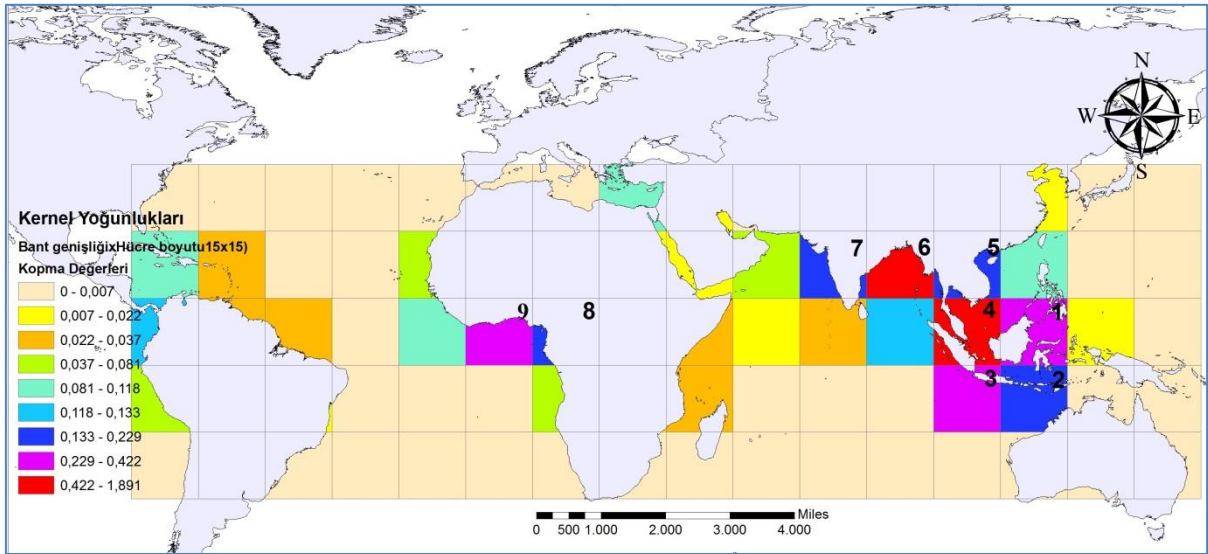 N
W E
S
Kernel Yoğunlukları
Bant genişliğixHücre boyutu15x15)
Kopma Değerleri
0 - 0,007
0,007 - 0,022
0,022 - 0,037
0,037 - 0,081
0,081 - 0,118
0,118 - 0,133
0,133 - 0,229
0,229 - 0,422
0,422 - 1,891
7 6 5
9 8 4 1
3 2
Miles
0 500 1.000 2.000 3.000 4.000